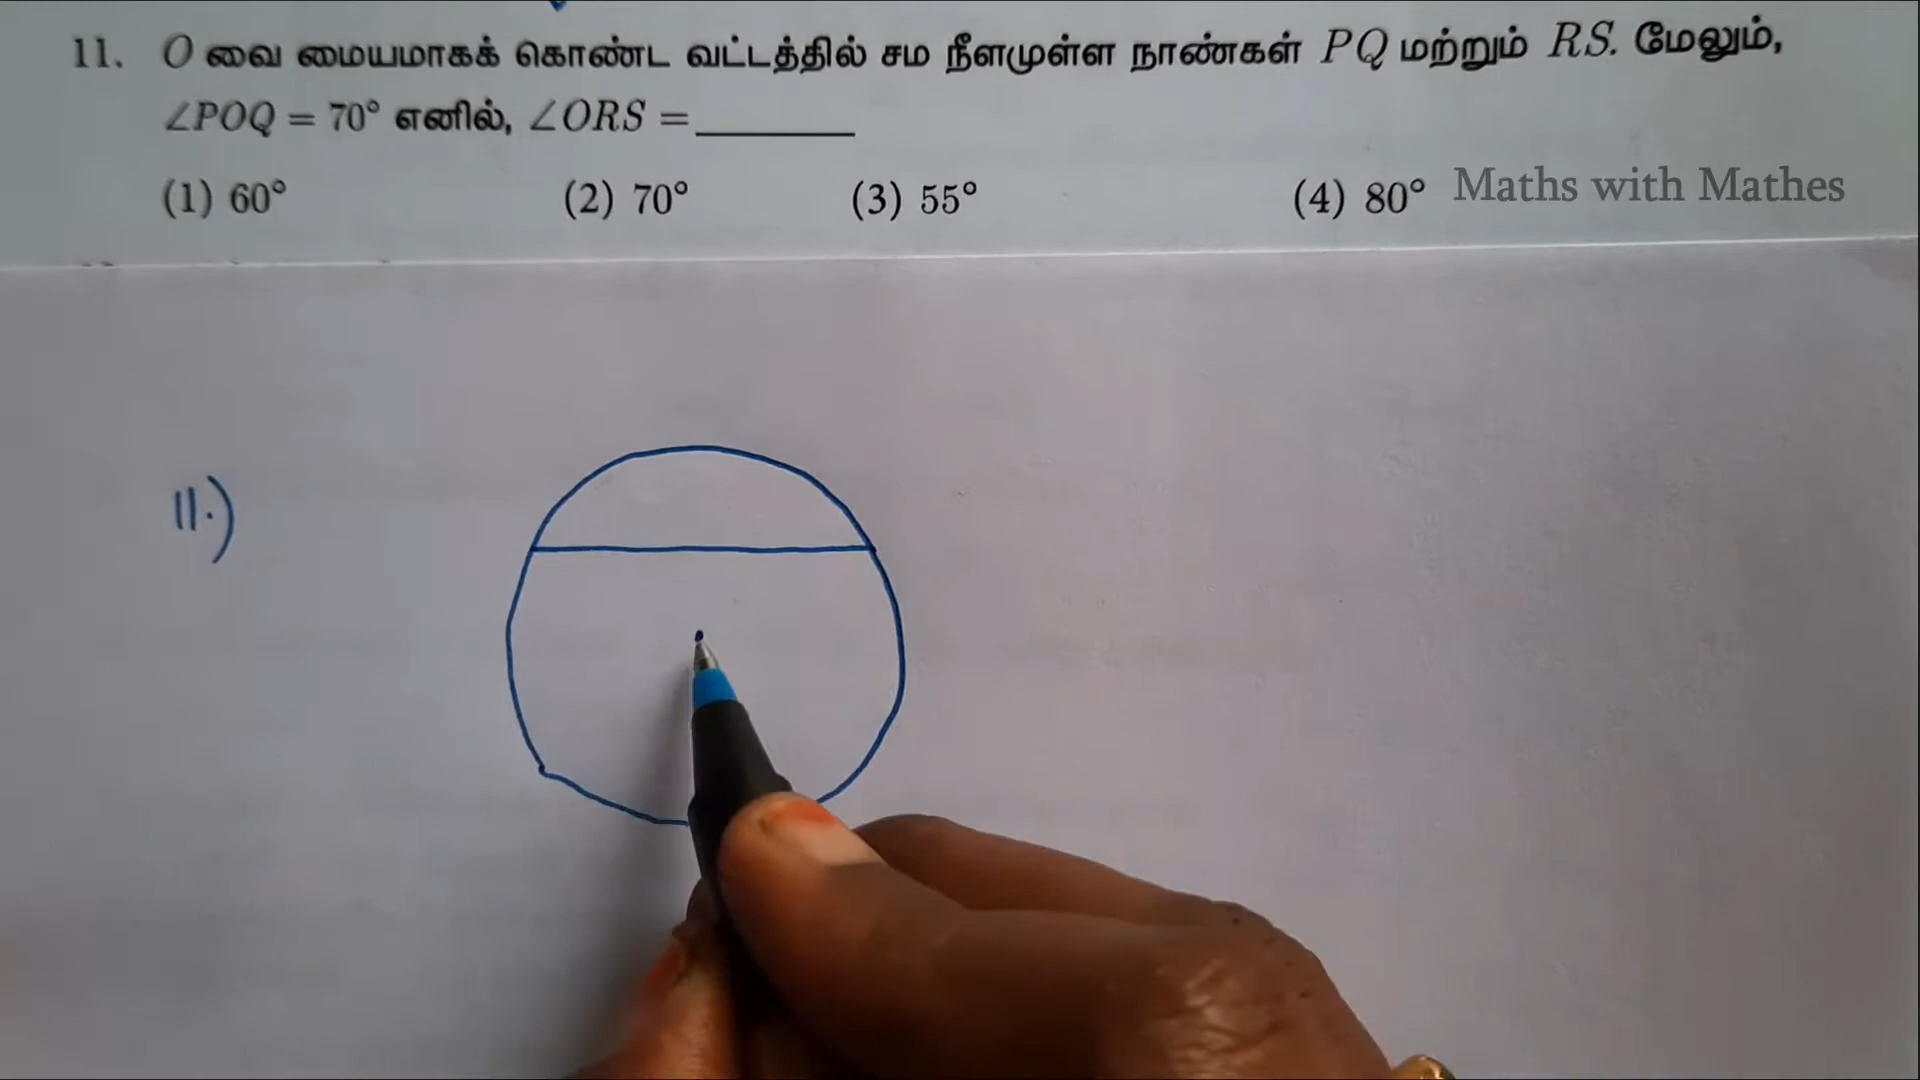 11. O வை மையமாகக் கொண்ட வட்டத்தில் சம நீளமுள்ள நாண்கள் PQ மற்றும் RS. மேலும்,
∠POQ = 70° எனில், ∠ORS = ________
(1) 60° (2) 70° (3) 55° (4) 80° Maths with Mathes
11.)